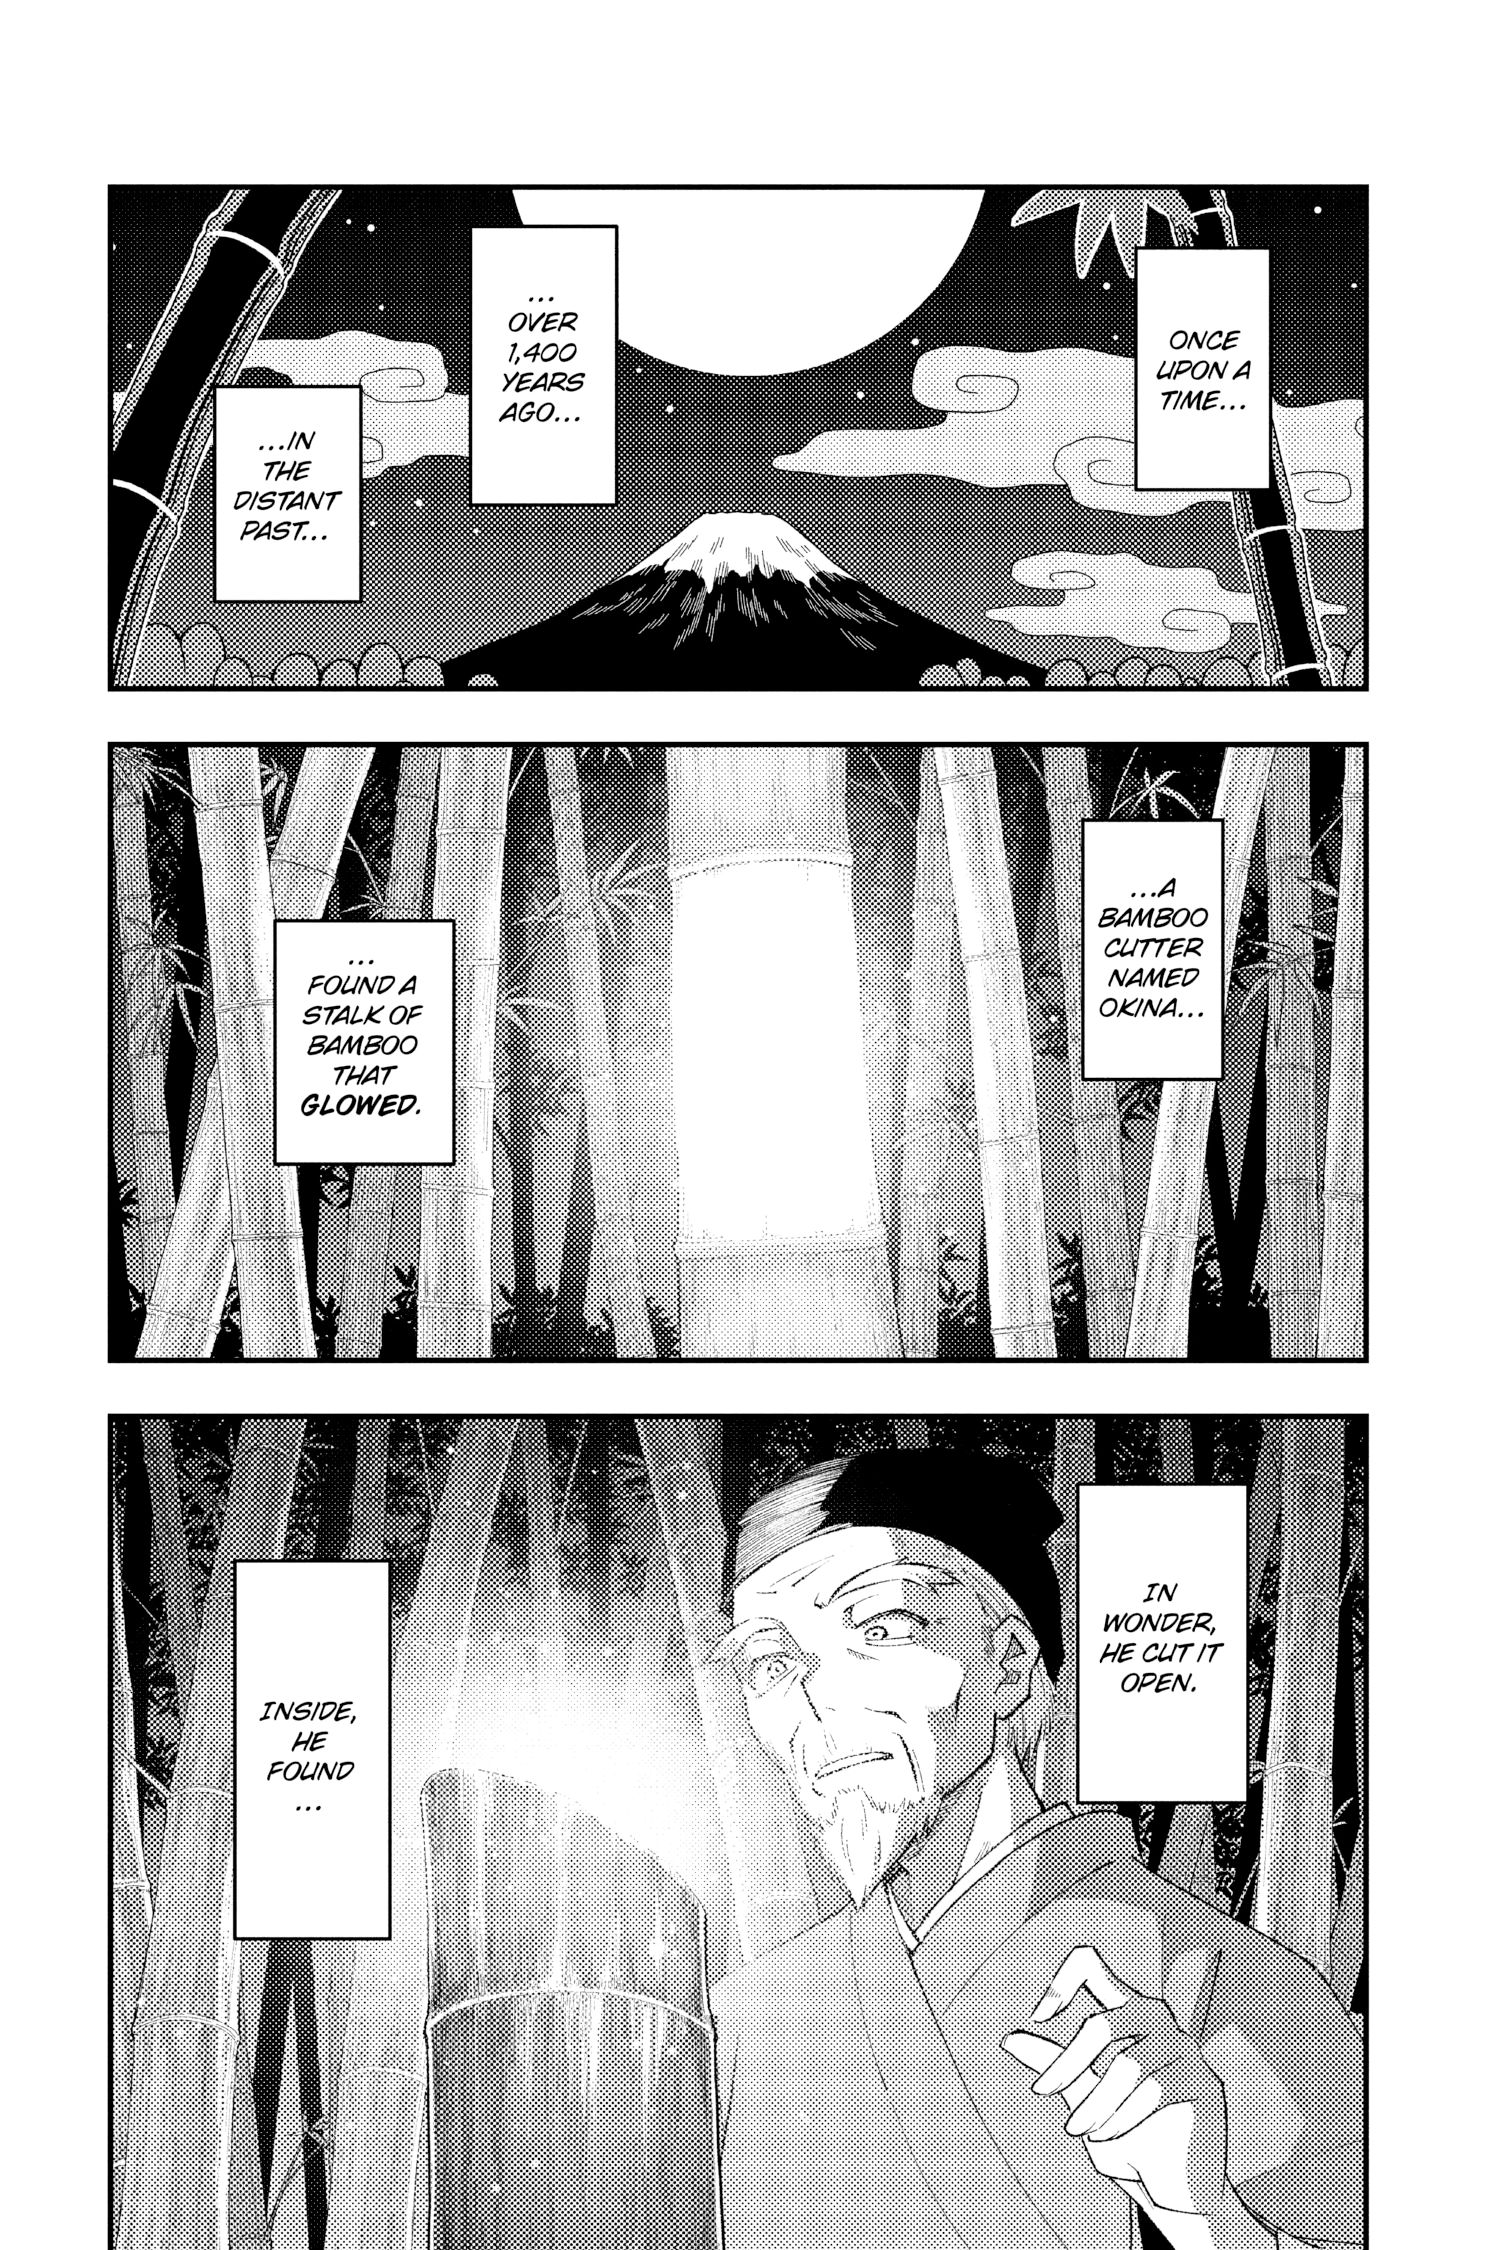 ONCE
UPON A
TIME...
...
OVER
1,400
YEARS
AGO...
...IN
THE
DISTANT
PAST...
...A
BAMBOO
CUTTER
NAMED
OKINA...
...
FOUND A
STALK OF
BAMBOO
THAT
GLOWED.
IN
WONDER,
HE CUT IT
OPEN.
INSIDE,
HE
FOUND
...